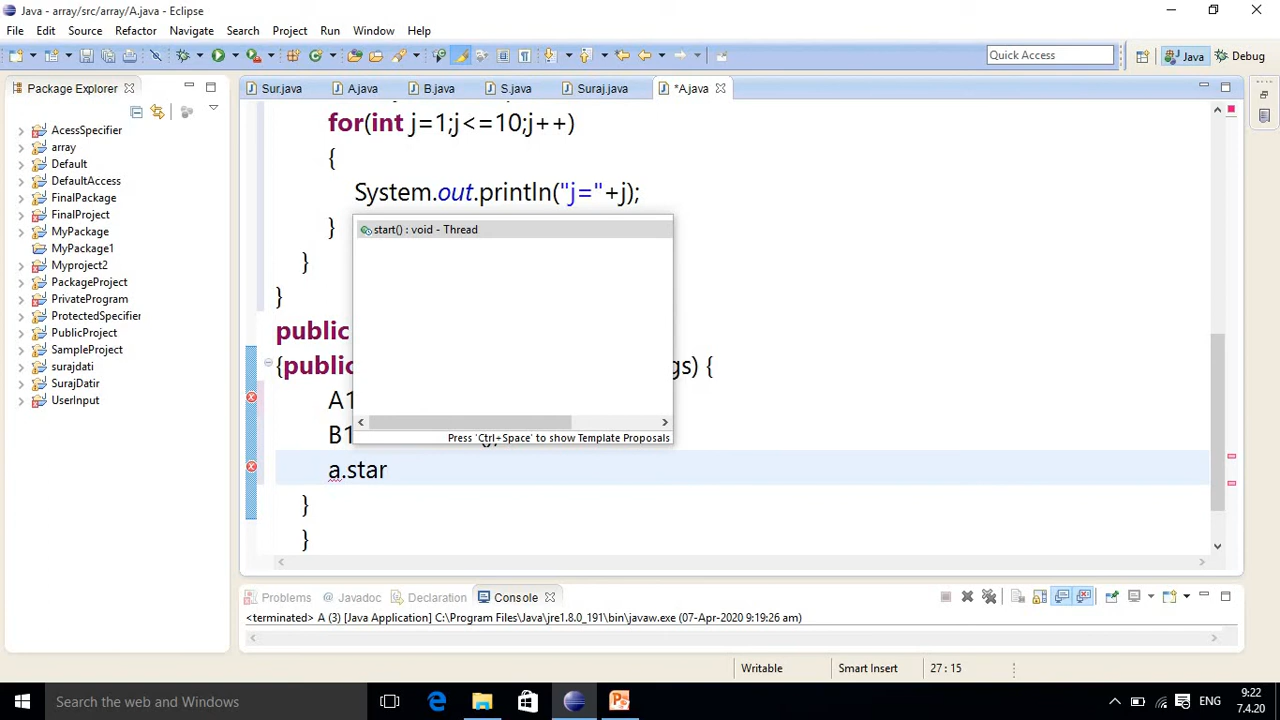 Java - array/src/array/A.java - Eclipse
File Edit Source Refactor Navigate Search Project Run Window Help
Quick Access Java Debug
Package Explorer
Sur.java A.java B.java S.java Suraj.java *A.java
AcessSpecifier
array
Default
DefaultAccess
FinalPackage
FinalProject
MyPackage
MyPackage1
Myproject2
PackageProject
PrivateProgram
ProtectedSpecifier
PublicProject
SampleProject
surajdati
SurajDatir
UserInput
for(int j=1;j<=10;j++)
{
System.out.println("j="+j);
}
start() : void - Thread
}
}
public
{public gs) {
A1
B1
Press 'Ctrl+Space' to show Template Proposals
a.star
}
}
Problems Javadoc Declaration Console
<terminated> A (3) [Java Application] C:\Program Files\Java\jre1.8.0_191\bin\javaw.exe (07-Apr-2020 9:19:26 am)
Writable Smart Insert 27 : 15
Search the web and Windows
ENG
9:22
7.4.20